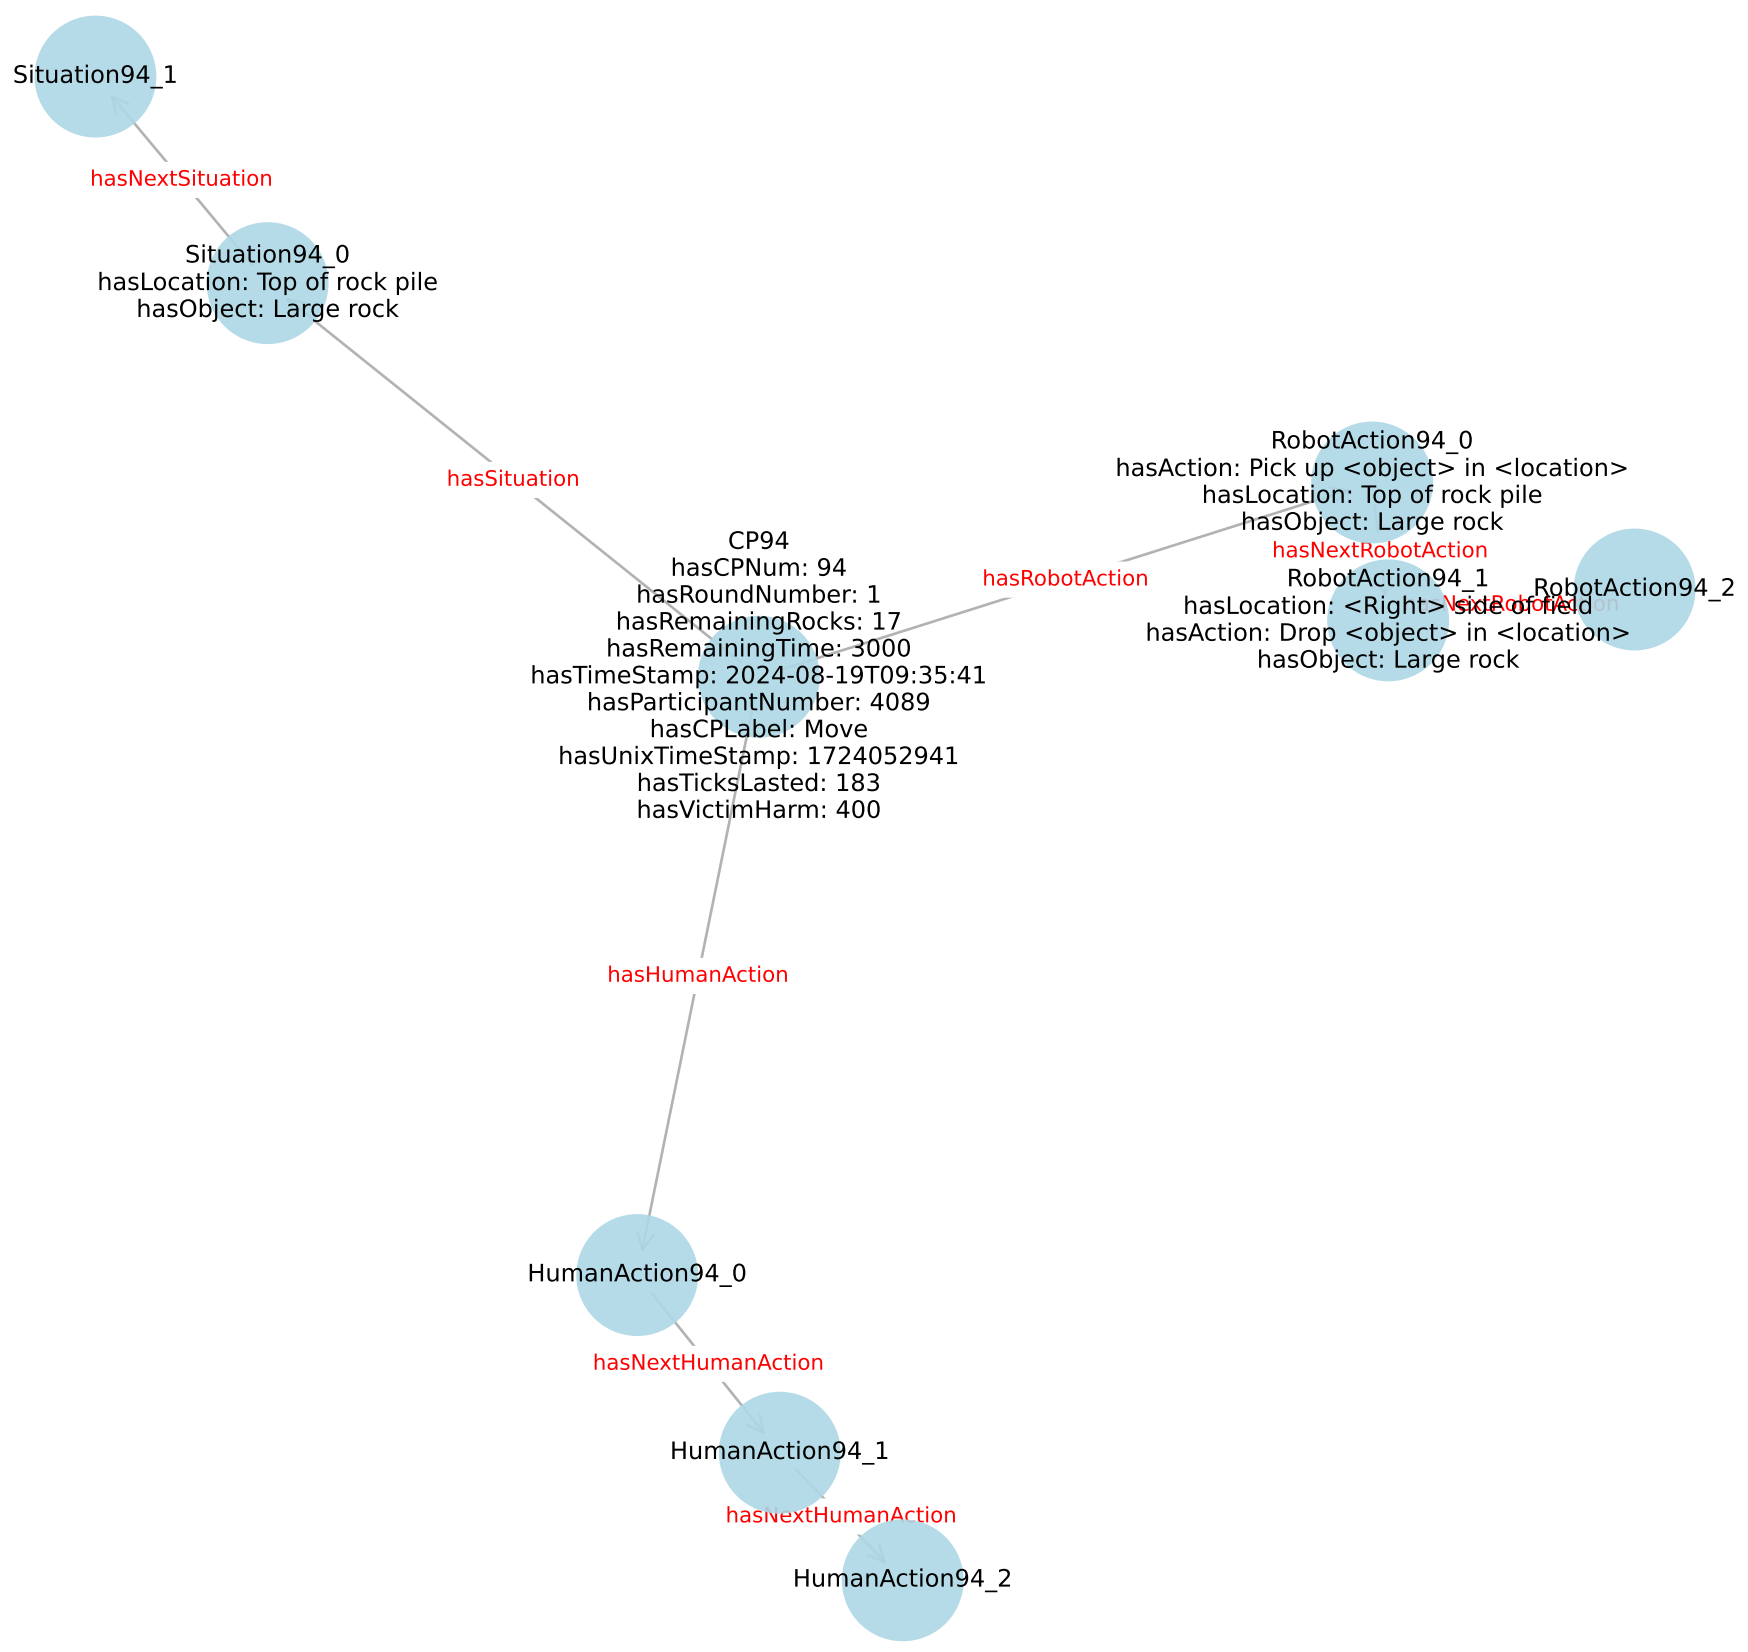 Situation94_1
hasNextSituation
Situation94_0
hasLocation: Top of rock pile
hasObject: Large rock
hasSituation
RobotAction94_0
hasAction: Pick up <object> in <location>
hasLocation: Top of rock pile
hasObject: Large rock
hasNextRobotAction
hasRobotAction
RobotAction94_1
hasLocation: <Right> side of field
hasAction: Drop <object> in <location>
hasObject: Large rock
hasNextRobotAction
RobotAction94_2
CP94
hasCPNum: 94
hasRoundNumber: 1
hasRemainingRocks: 17
hasRemainingTime: 3000
hasTimeStamp: 2024-08-19T09:35:41
hasParticipantNumber: 4089
hasCPLabel: Move
hasUnixTimeStamp: 1724052941
hasTicksLasted: 183
hasVictimHarm: 400
hasHumanAction
HumanAction94_0
hasNextHumanAction
HumanAction94_1
hasNextHumanAction
HumanAction94_2